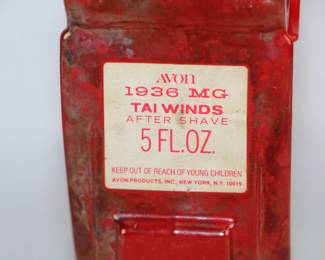 AVON
1936 MG
TAI WINDS
AFTER SHAVE
5 FL.OZ.
KEEP OUT OF REACH OF YOUNG CHILDREN
AVON PRODUCTS, INC., NEW YORK, N.Y. 10019